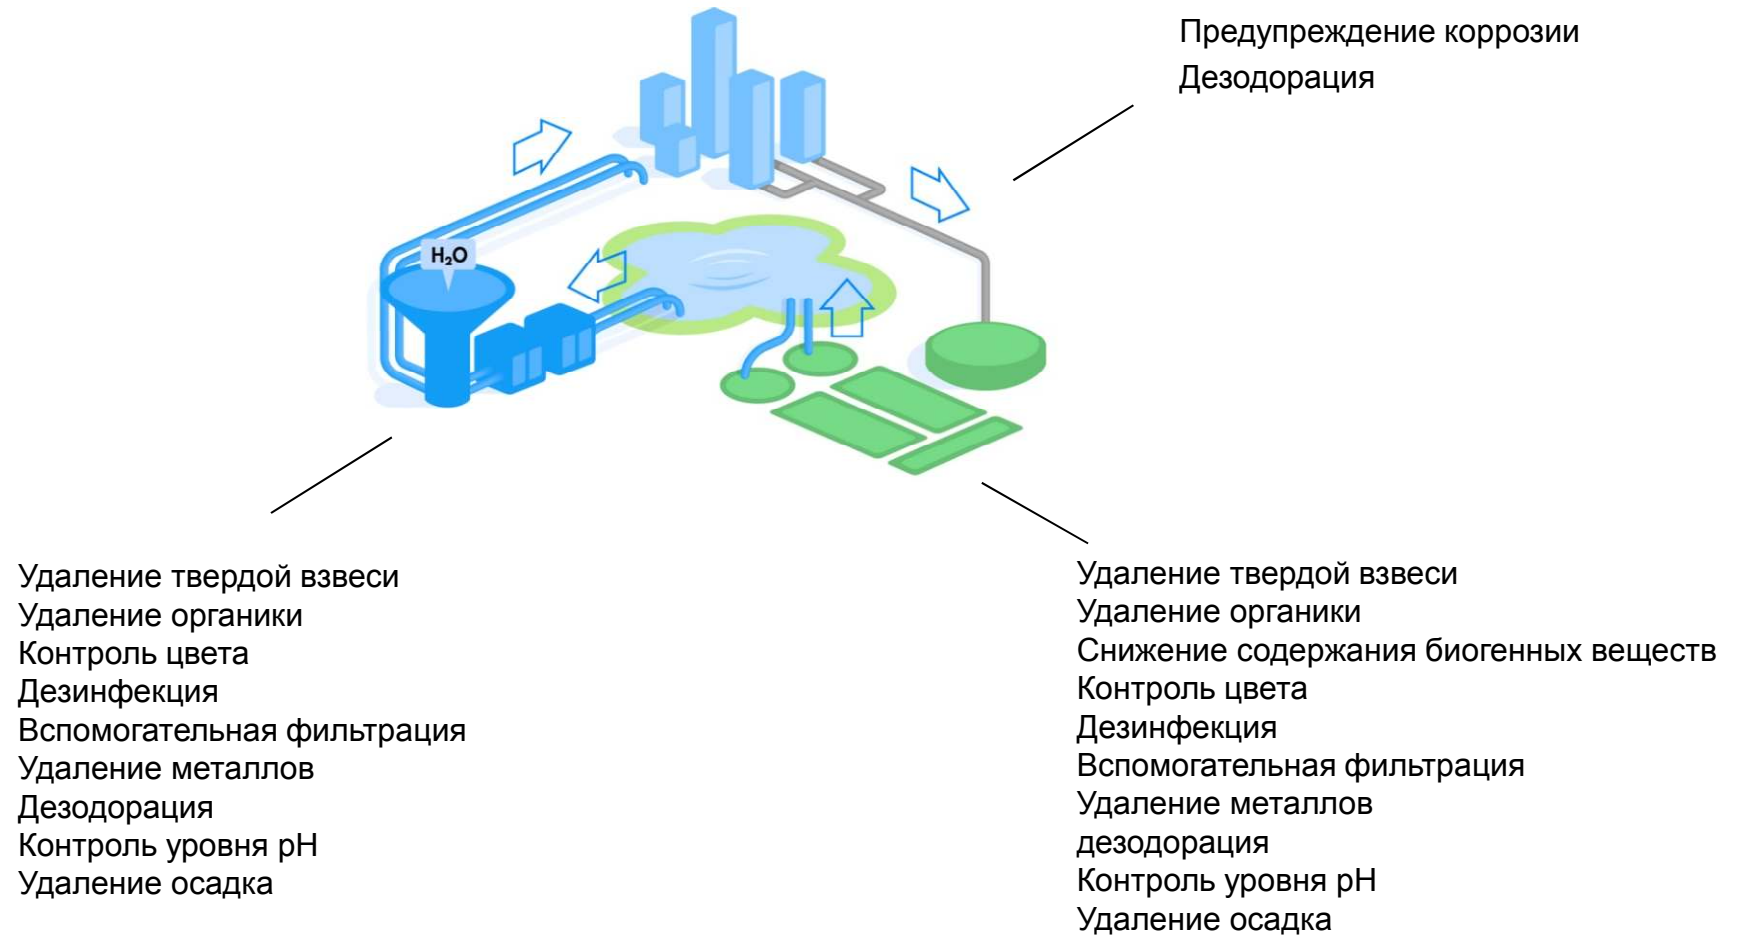 Предупреждение коррозии
Дезодорация
H₂O
Удаление твердой взвеси
Удаление органики
Контроль цвета
Дезинфекция
Вспомогательная фильтрация
Удаление металлов
Дезодорация
Контроль уровня pH
Удаление осадка
Удаление твердой взвеси
Удаление органики
Снижение содержания биогенных веществ
Контроль цвета
Дезинфекция
Вспомогательная фильтрация
Удаление металлов
дезодорация
Контроль уровня pH
Удаление осадка